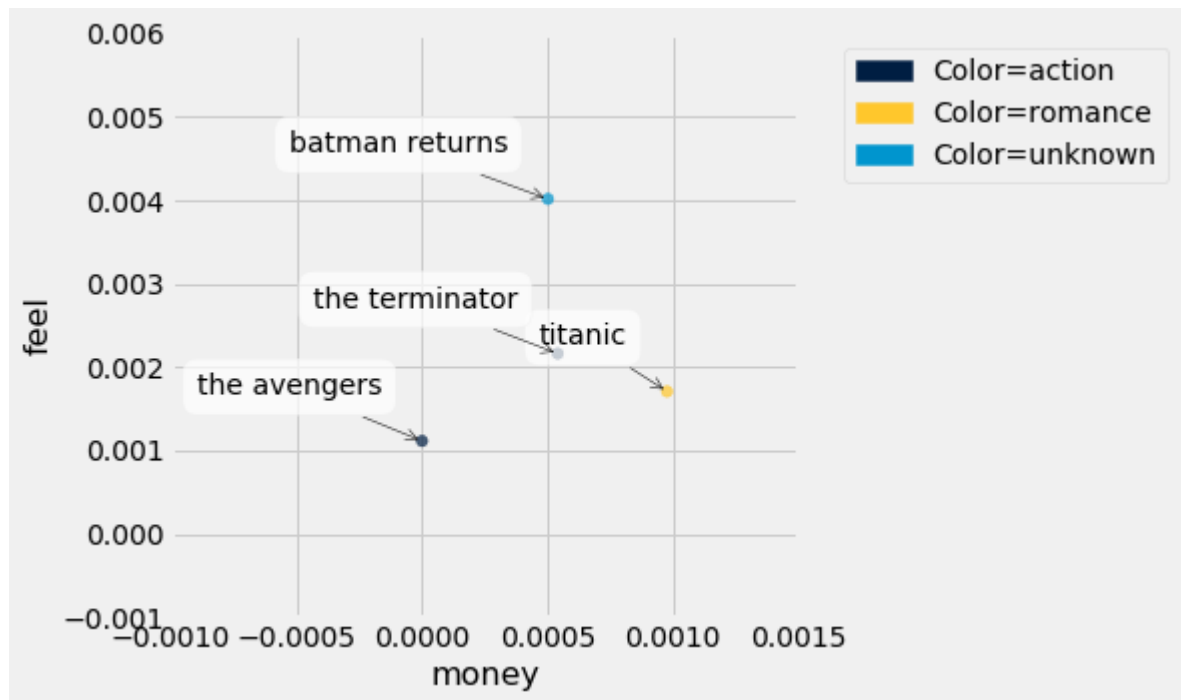 0.006
0.005
0.004
0.003
0.002
0.001
0.000
−0.001
feel
batman returns
the terminator
titanic
the avengers
−0.0010 −0.0005 0.0000 0.0005 0.0010 0.0015
money
Color=action
Color=romance
Color=unknown